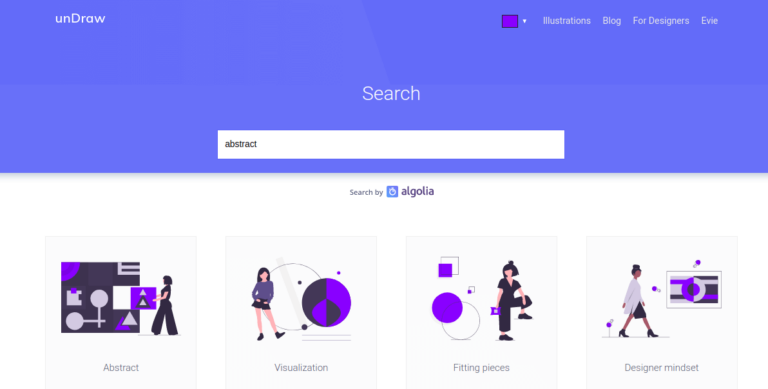 unDraw
Illustrations Blog For Designers Evie
Search
abstract
Search by algolia
Abstract
Visualization
Fitting pieces
Designer mindset